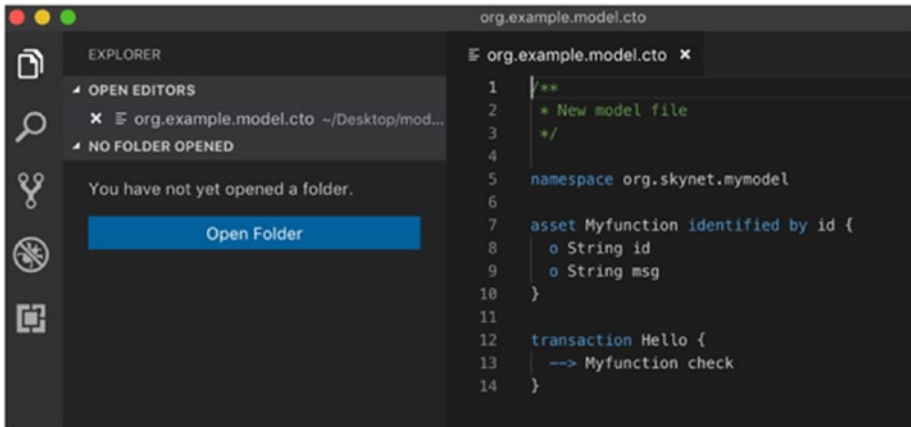 org.example.model.cto
EXPLORER
OPEN EDITORS
org.example.model.cto ~/Desktop/mod...
NO FOLDER OPENED
You have not yet opened a folder.
Open Folder
org.example.model.cto
1 /**
2 * New model file
3 */
4
5 namespace org.skynet.mymodel
6
7 asset Myfunction identified by id {
8 o String id
9 o String msg
10 }
11
12 transaction Hello {
13 --> Myfunction check
14 }